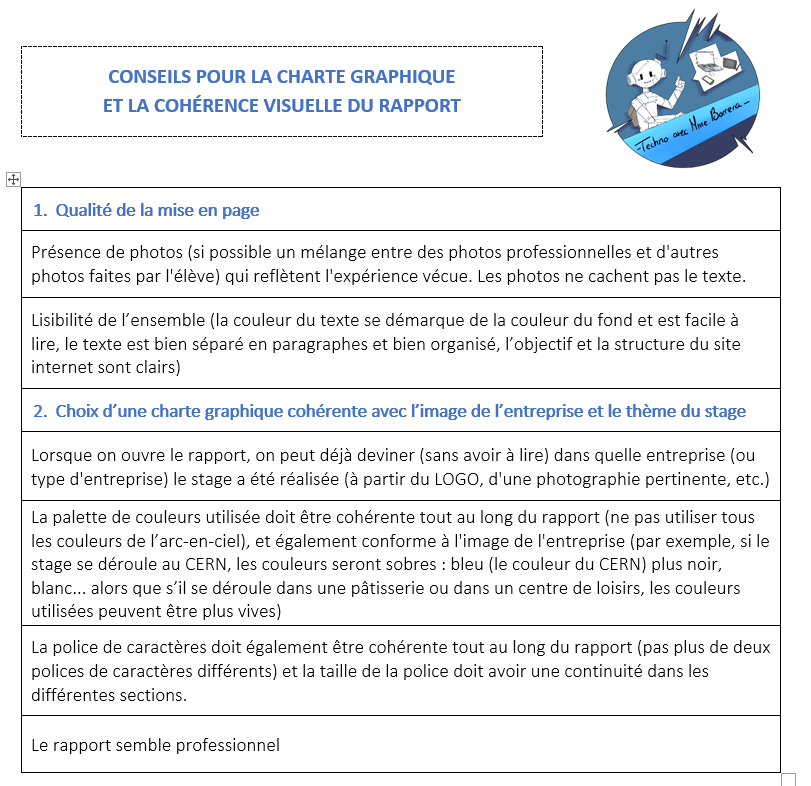 CONSEILS POUR LA CHARTE GRAPHIQUE
ET LA COHÉRENCE VISUELLE DU RAPPORT
-Techno avec Mme Barrera-
1. Qualité de la mise en page
Présence de photos (si possible un mélange entre des photos professionnelles et d'autres
photos faites par l'élève) qui reflètent l'expérience vécue. Les photos ne cachent pas le texte.
Lisibilité de l’ensemble (la couleur du texte se démarque de la couleur du fond et est facile à
lire, le texte est bien séparé en paragraphes et bien organisé, l’objectif et la structure du site
internet sont clairs)
2. Choix d’une charte graphique cohérente avec l’image de l’entreprise et le thème du stage
Lorsque on ouvre le rapport, on peut déjà deviner (sans avoir à lire) dans quelle entreprise (ou
type d'entreprise) le stage a été réalisée (à partir du LOGO, d'une photographie pertinente, etc.)
La palette de couleurs utilisée doit être cohérente tout au long du rapport (ne pas utiliser tous
les couleurs de l’arc-en-ciel), et également conforme à l'image de l'entreprise (par exemple, si le
stage se déroule au CERN, les couleurs seront sobres : bleu (le couleur du CERN) plus noir,
blanc... alors que s’il se déroule dans une pâtisserie ou dans un centre de loisirs, les couleurs
utilisées peuvent être plus vives)
La police de caractères doit également être cohérente tout au long du rapport (pas plus de deux
polices de caractères différents) et la taille de la police doit avoir une continuité dans les
différentes sections.
Le rapport semble professionnel